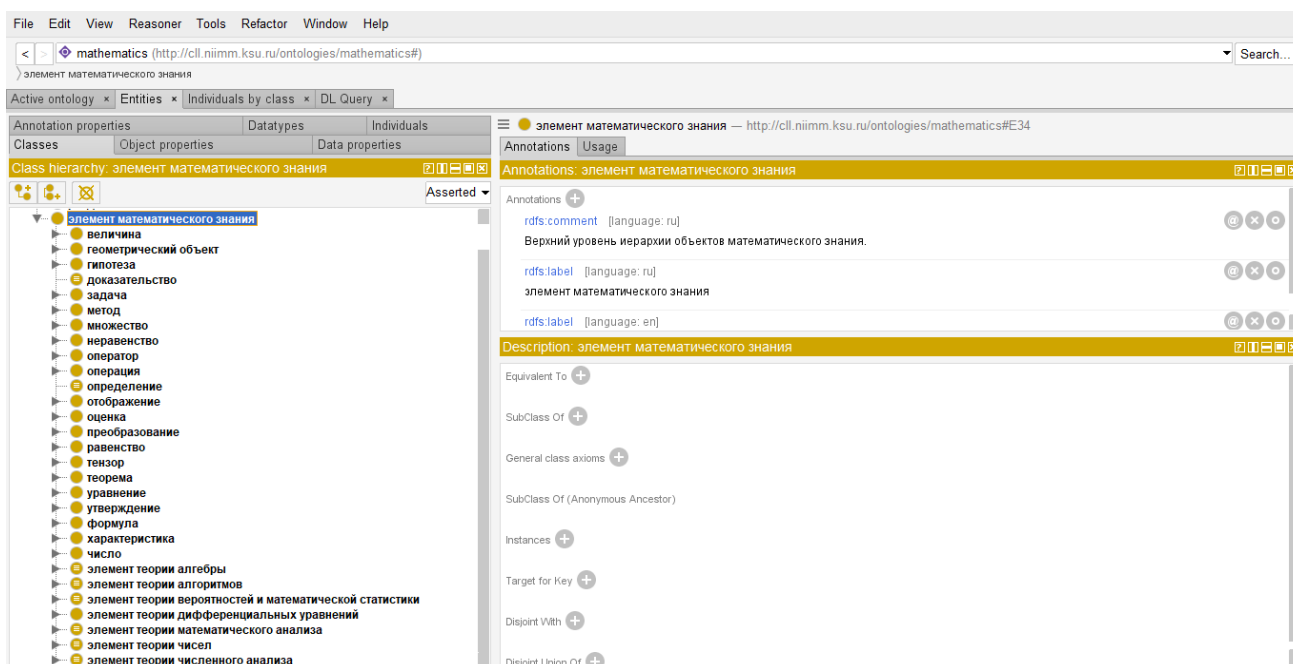 File Edit View Reasoner Tools Refactor Window Help
< > mathematics (http://cll.niimm.ksu.ru/ontologies/mathematics#) Search...
элемент математического знания
Active ontology × Entities × Individuals by class × DL Query ×
Annotation properties Datatypes Individuals
Classes Object properties Data properties
Class hierarchy: элемент математического знания
Asserted
элемент математического знания
величина
геометрический объект
гипотеза
доказательство
задача
метод
множество
неравенство
оператор
операция
определение
отображение
оценка
преобразование
равенство
тензор
теорема
уравнение
утверждение
формула
характеристика
число
элемент теории алгебры
элемент теории алгоритмов
элемент теории вероятностей и математической статистики
элемент теории дифференциальных уравнений
элемент теории математического анализа
элемент теории чисел
элемент теории численного анализа
элемент математического знания — http://cll.niimm.ksu.ru/ontologies/mathematics#E34
Annotations Usage
Annotations: элемент математического знания
Annotations
rdfs:comment [language: ru]
Верхний уровень иерархии объектов математического знания.
rdfs:label [language: ru]
элемент математического знания
rdfs:label [language: en]
Description: элемент математического знания
Equivalent To
SubClass Of
General class axioms
SubClass Of (Anonymous Ancestor)
Instances
Target for Key
Disjoint With
Disjoint Union Of